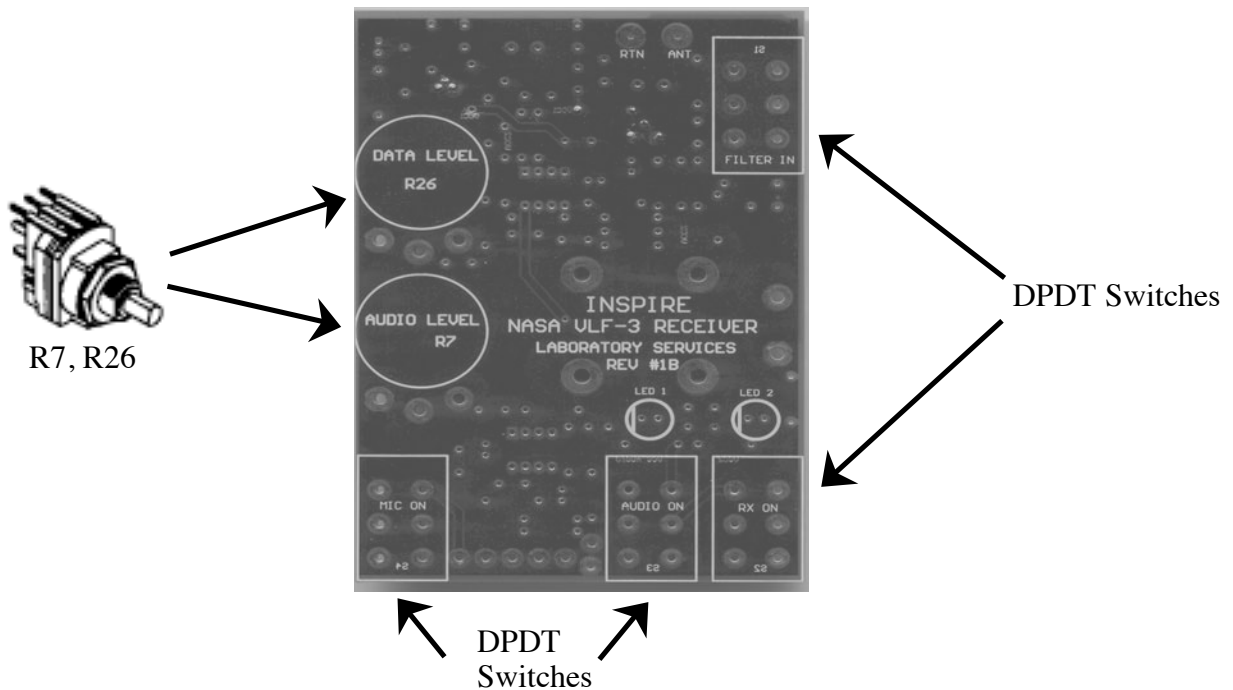 RTN ANT
S1
FILTER IN
DATA LEVEL
R26
R7, R26
AUDIO LEVEL
R7
INSPIRE
NASA VLF-3 RECEIVER
LABORATORY SERVICES
REV #1B
LED 1
LED 2
MIC ON
S4
AUDIO ON
S3
RX ON
S2
DPDT Switches
DPDT
Switches